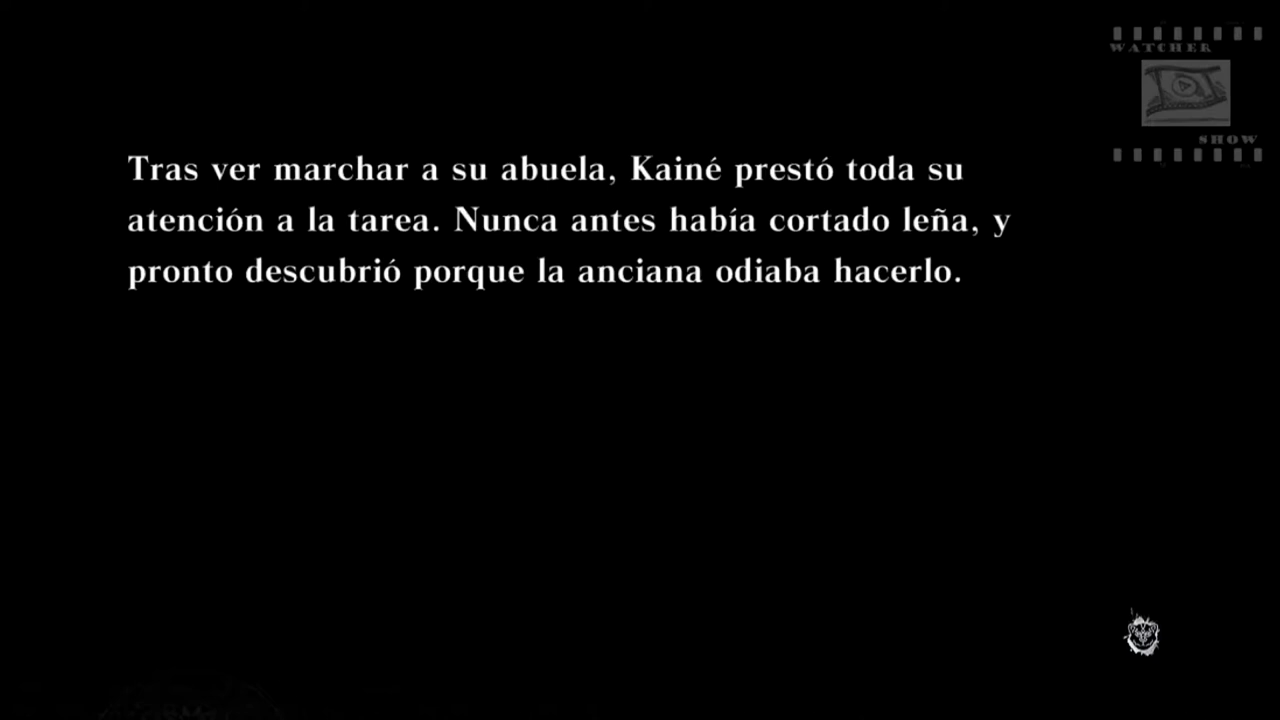 WATCHER
SHOW
Tras ver marchar a su abuela, Kainé prestó toda su
atención a la tarea. Nunca antes había cortado leña, y
pronto descubrió porque la anciana odiaba hacerlo.